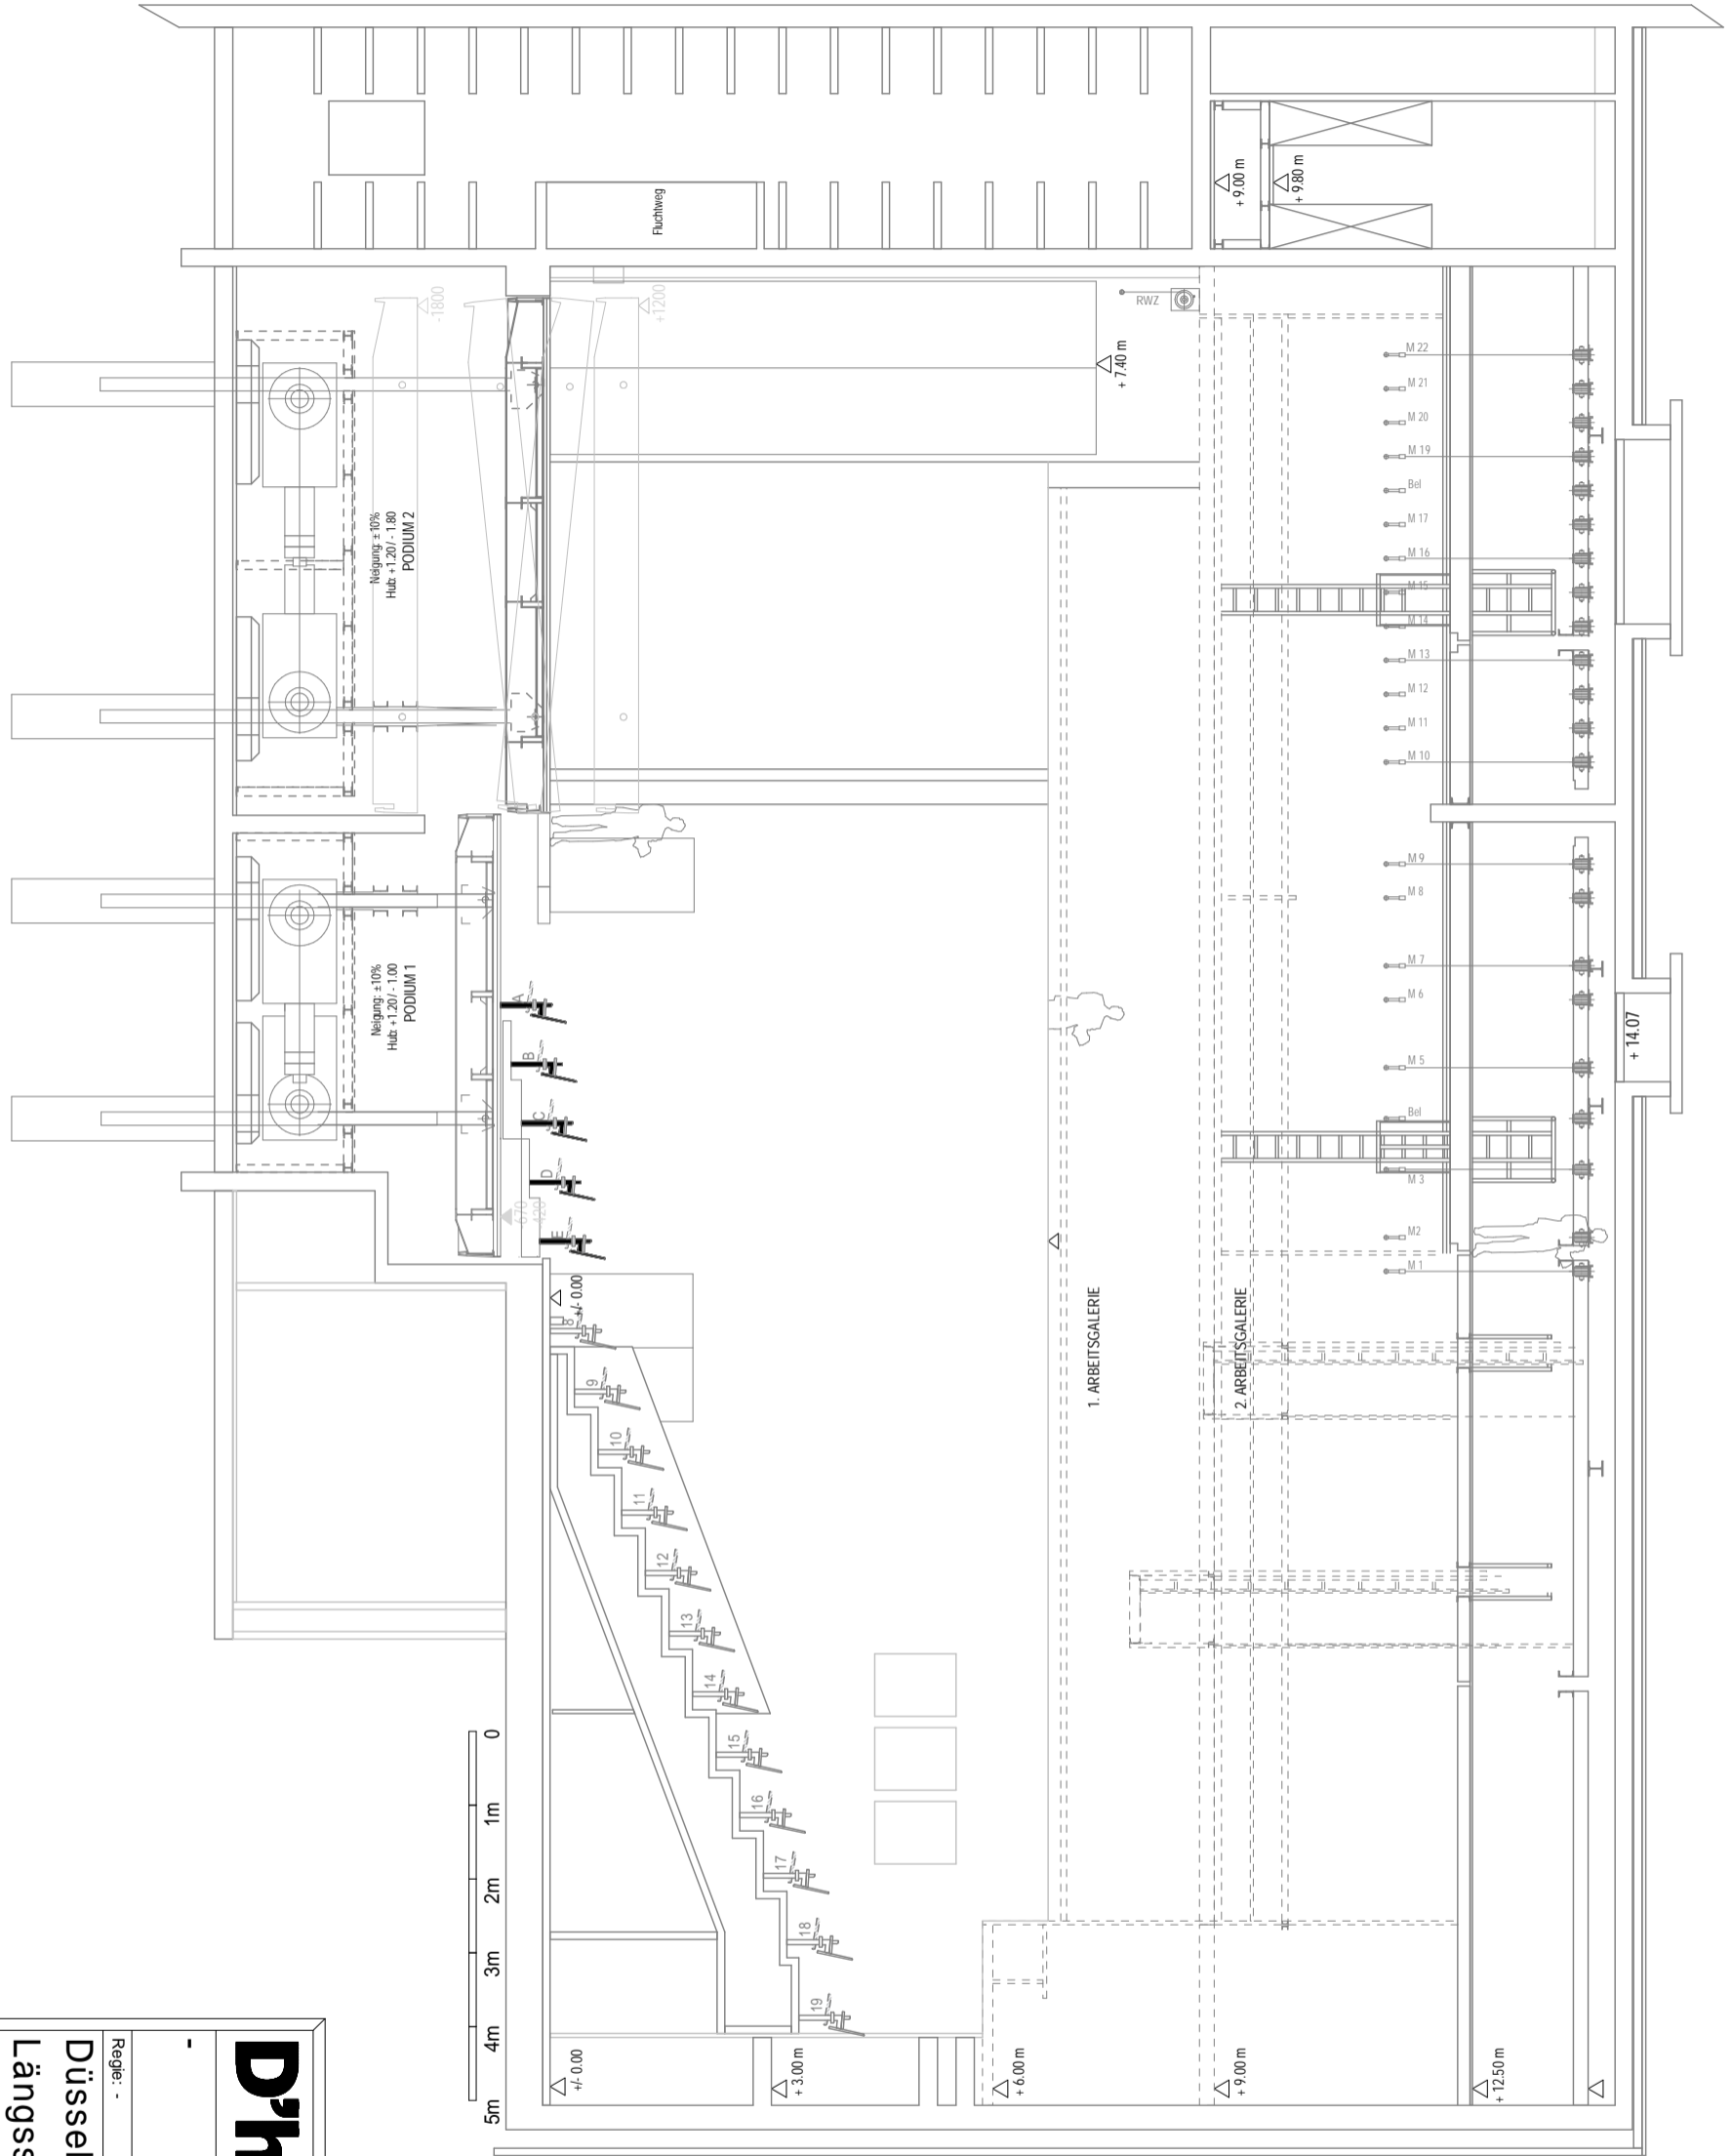 Fluchtweg
+ 9.00 m
+ 9.80 m
-1800
+1200
RWZ
+ 7.40 m
Neigung: ±10%
Hub: +1.20 / - 1.80
PODIUM 2
M 22
M 21
M 20
M 19
Bel
M 17
M 16
M 15
M 14
M 13
M 12
M 11
M 10
M 9
M 8
M 7
M 6
M 5
Bel
M 3
M2
M 1
+ 14.07
Neigung: ±10%
Hub: +1.20 / - 1.00
PODIUM 1
A
B
C
D
E
-670
-420
+/- 0.00
8
9
10
11
12
13
14
15
16
17
18
19
1. ARBEITSGALERIE
2. ARBEITSGALERIE
0
1m
2m
3m
4m
5m
+/- 0.00
+ 3.00 m
+ 6.00 m
+ 9.00 m
+ 12.50 m
D'h
-
Regie: -
Düssel
Längss